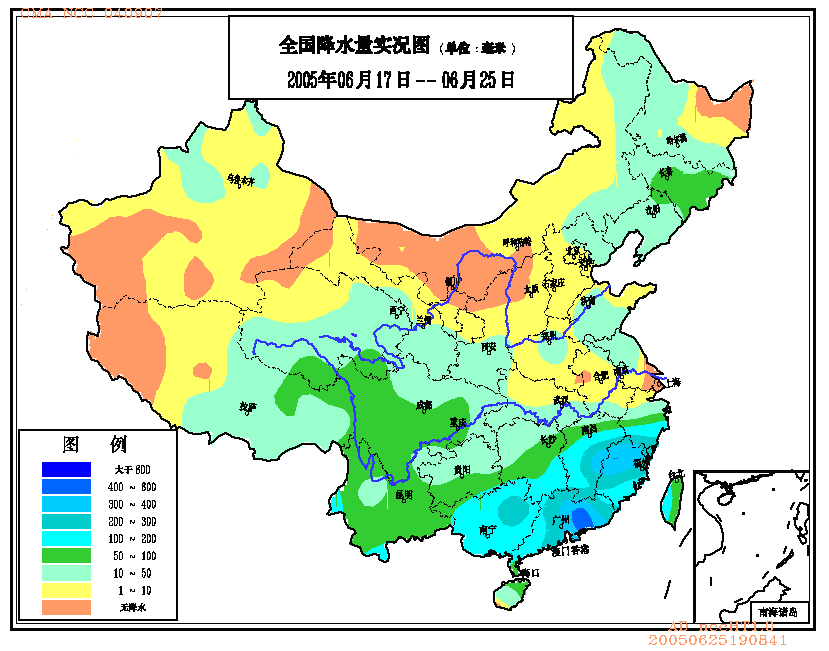 CMA NCC 040907
全国降水量实况图（单位：毫米）
2005年06月17日--06月25日
哈尔滨
长春
沈阳
乌鲁木齐
呼和浩特
北京
天津
银川
太原
石家庄
济南
西宁
兰州
郑州
西安
合肥
南京
上海
拉萨
成都
武汉
重庆
南昌
长沙
贵阳
福州
昆明
台北
广州
南宁
澳门香港
海口
图 例
大于 600
400 ~ 600
300 ~ 400
200 ~ 300
100 ~ 200
50 ~ 100
10 ~ 50
1 ~ 10
无降水
南海诸岛
20050625190841